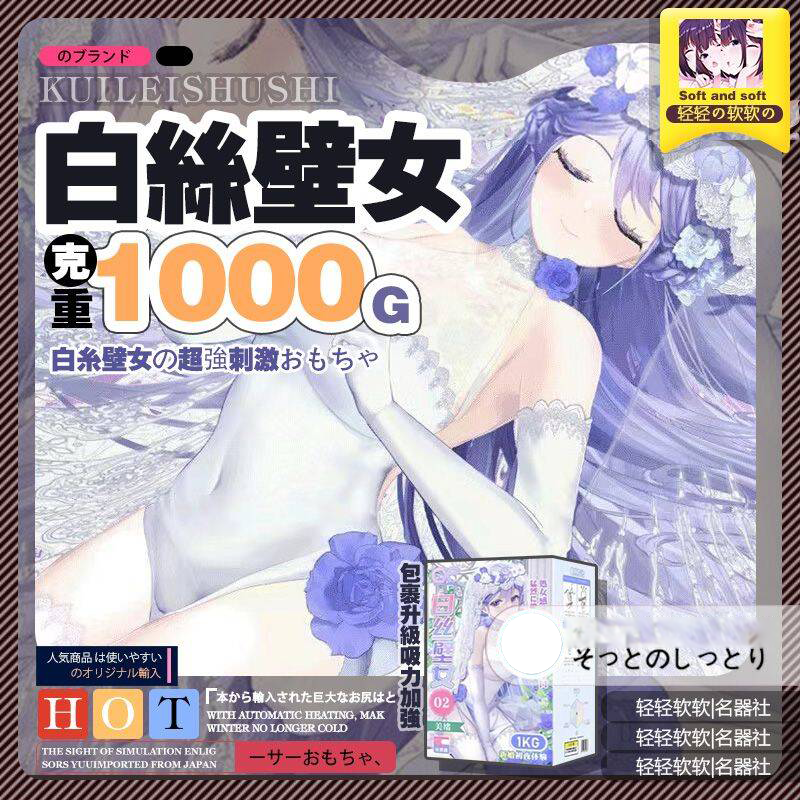 のブランド
KUILEISHUSHI
Soft and soft
轻轻の软软の
白絲壁女
克重1000G
白糸壁女の超強刺激おもちゃ
包裹升級吸力加強
白丝壁女
02
美绪
1KG
そっとのしっとり
人気商品は使いやすい
のオリジナル輸入
HOT
「本から輸入された巨大なお尻はと
WITH AUTOMATIC HEATING, MAK
WINTER NO LONGER COLD
THE SIGHT OF SIMULATION ENLIG
SORS YUUIMPORTED FROM JAPAN
ーサーおもちゃ、
轻轻软软|名器社
轻轻软软|名器社
轻轻软软|名器社